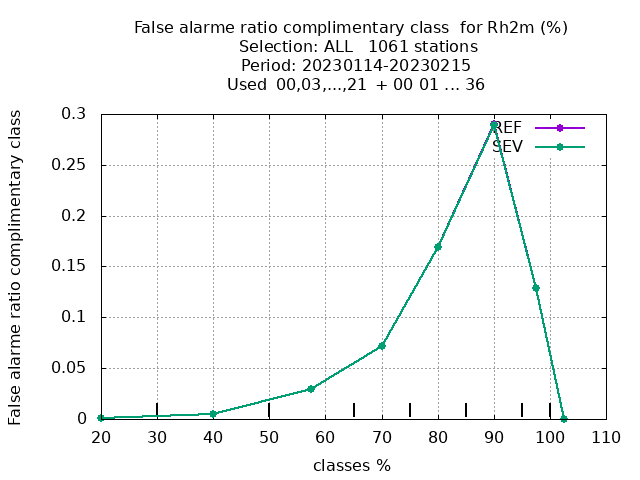 False alarme ratio complimentary class  for Rh2m (%)
Selection: ALL   1061 stations
Period: 20230114-20230215
Used  00,03,...,21  + 00 01 ... 36
False alarme ratio complimentary class
0.3
0.25
0.2
0.15
0.1
0.05
0
REF
SEV
20 30 40 50 60 70 80 90 100 110
classes %